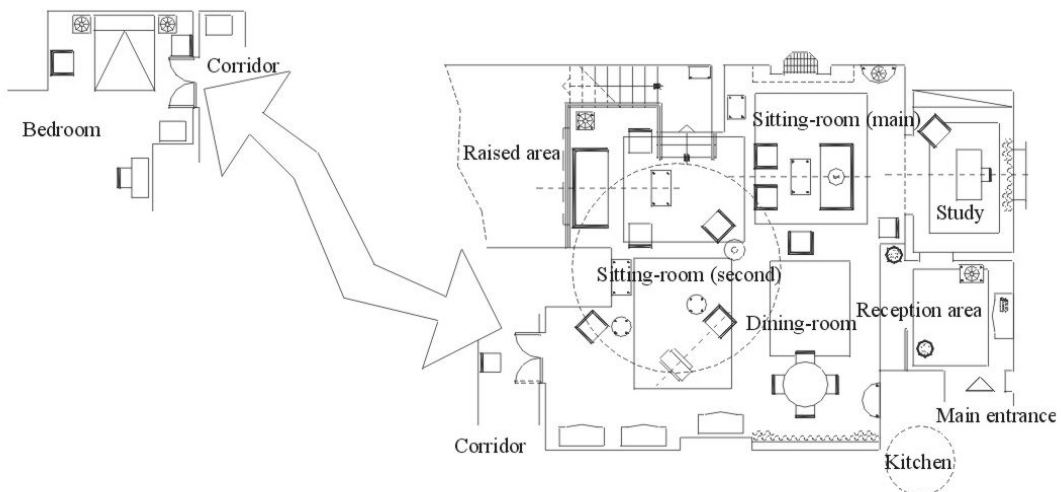 Corridor
Bedroom
Sitting-room (main)
Raised area
Study
Sitting-room (second)
Reception area
Dining-room
Main entrance
Corridor
Kitchen